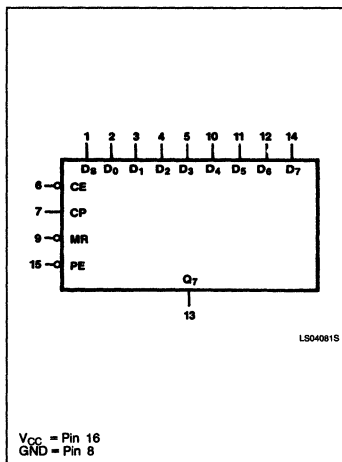 1 2 3 4 5 10 11 12 14
DS D0 D1 D2 D3 D4 D5 D6 D7
6 CE
7 CP
9 MR
15 PE
Q7
13
LS04081S
VCC = Pin 16
GND = Pin 8